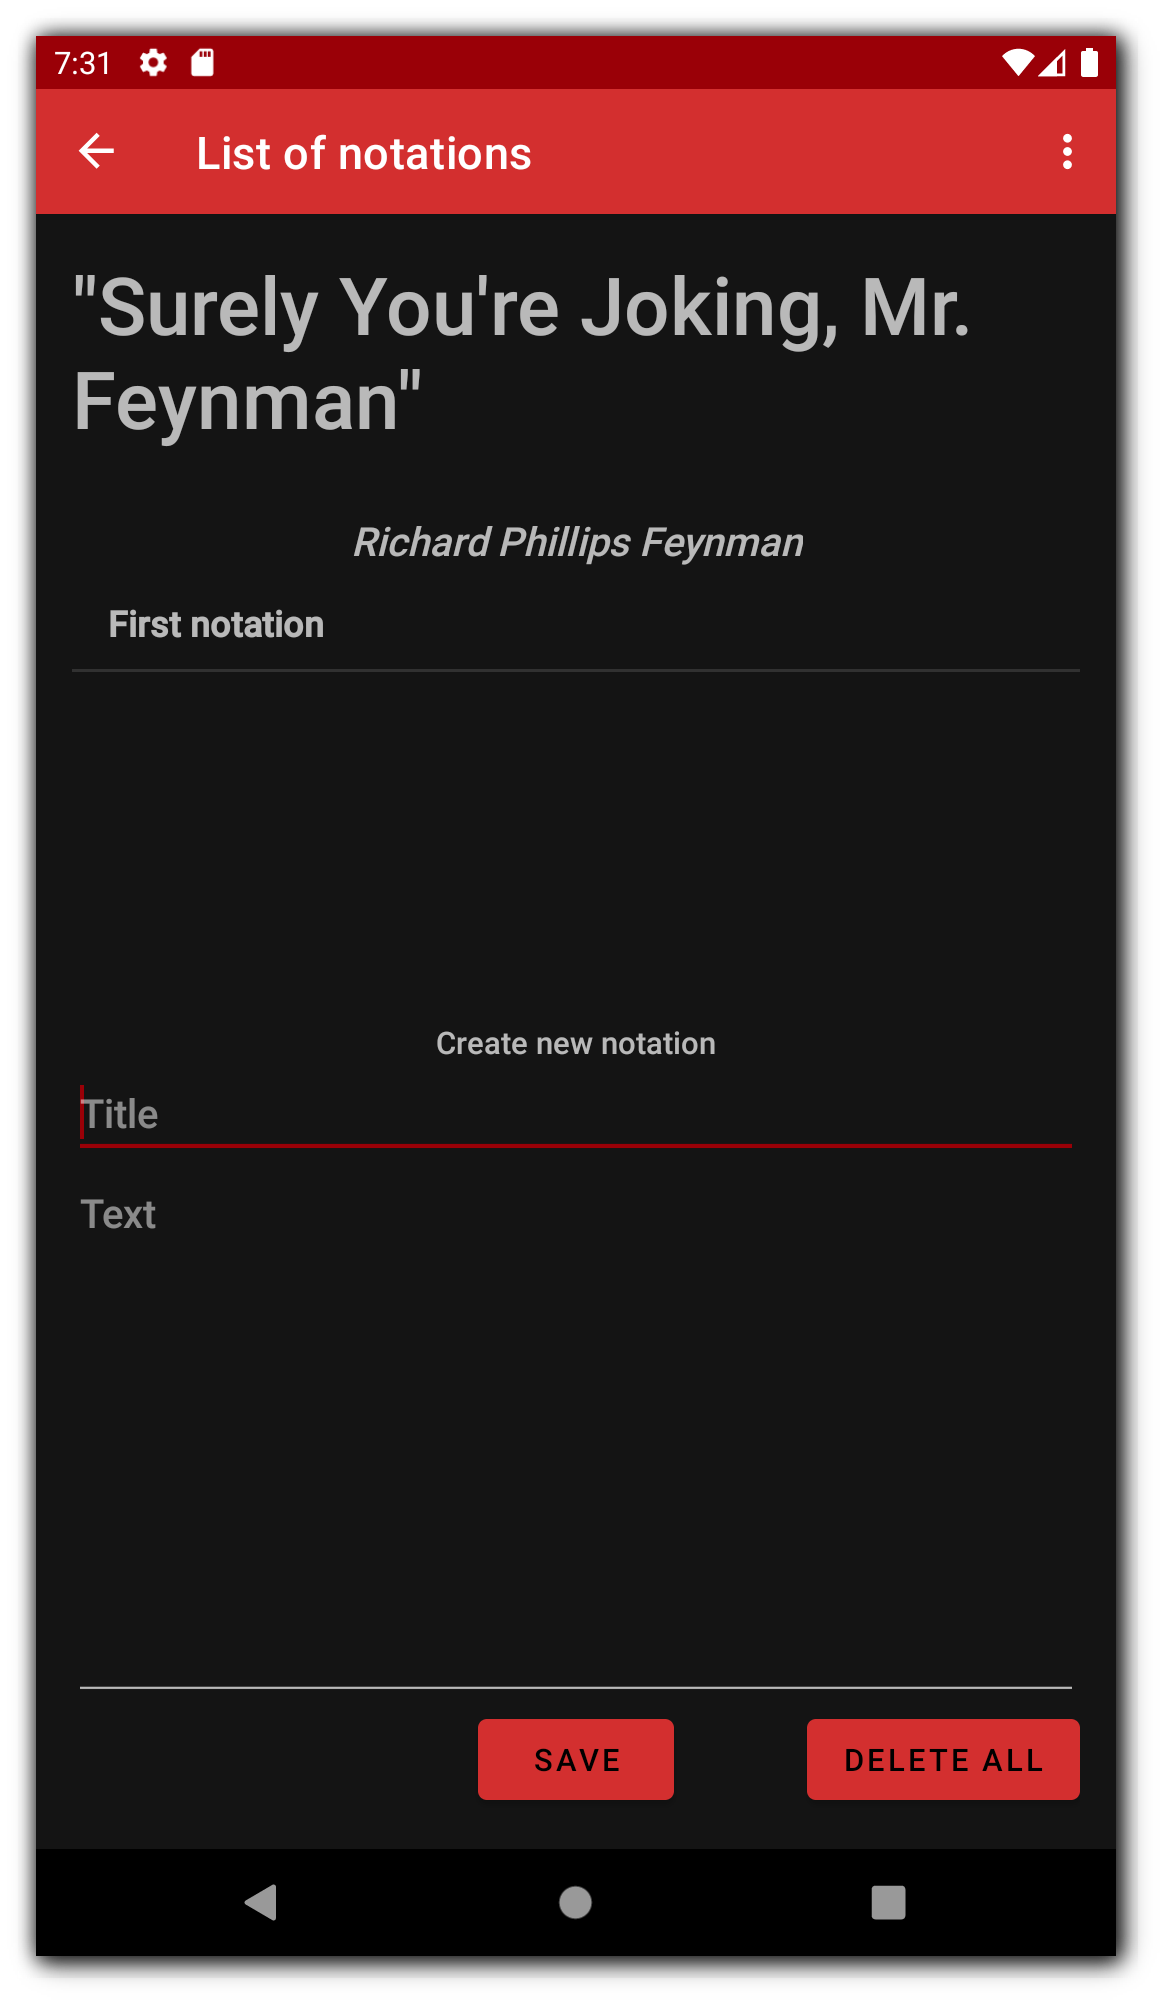 7:31
List of notations
"Surely You're Joking, Mr.
Feynman"
Richard Phillips Feynman
First notation
Create new notation
Title
Text
SAVE
DELETE ALL